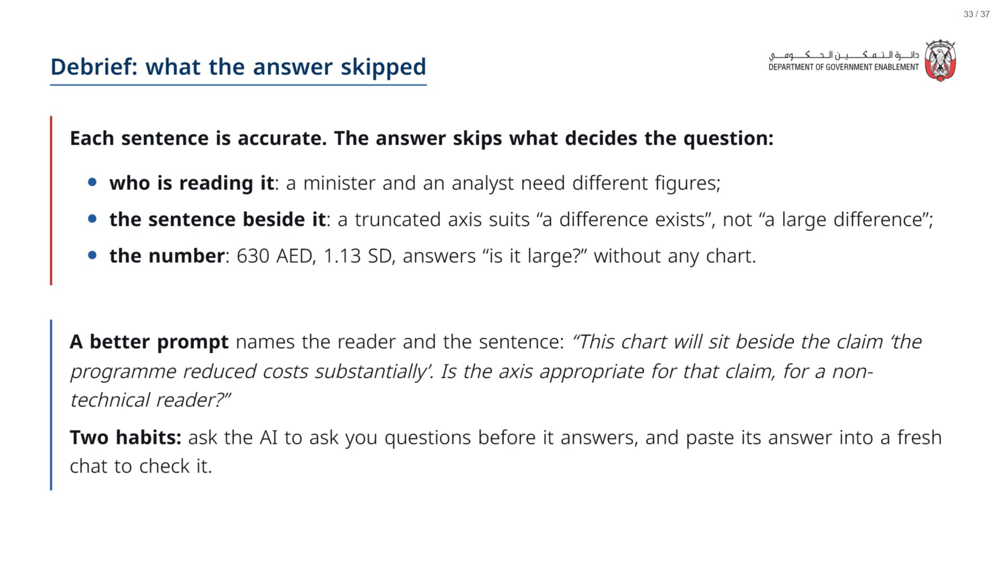 33 / 37
Debrief: what the answer skipped
دائرة التمكين الحكومي
DEPARTMENT OF GOVERNMENT ENABLEMENT
Each sentence is accurate. The answer skips what decides the question:
• who is reading it: a minister and an analyst need different figures;
• the sentence beside it: a truncated axis suits “a difference exists”, not “a large difference”;
• the number: 630 AED, 1.13 SD, answers “is it large?” without any chart.
A better prompt names the reader and the sentence: “This chart will sit beside the claim ‘the
programme reduced costs substantially’. Is the axis appropriate for that claim, for a non-
technical reader?”
Two habits: ask the AI to ask you questions before it answers, and paste its answer into a fresh
chat to check it.